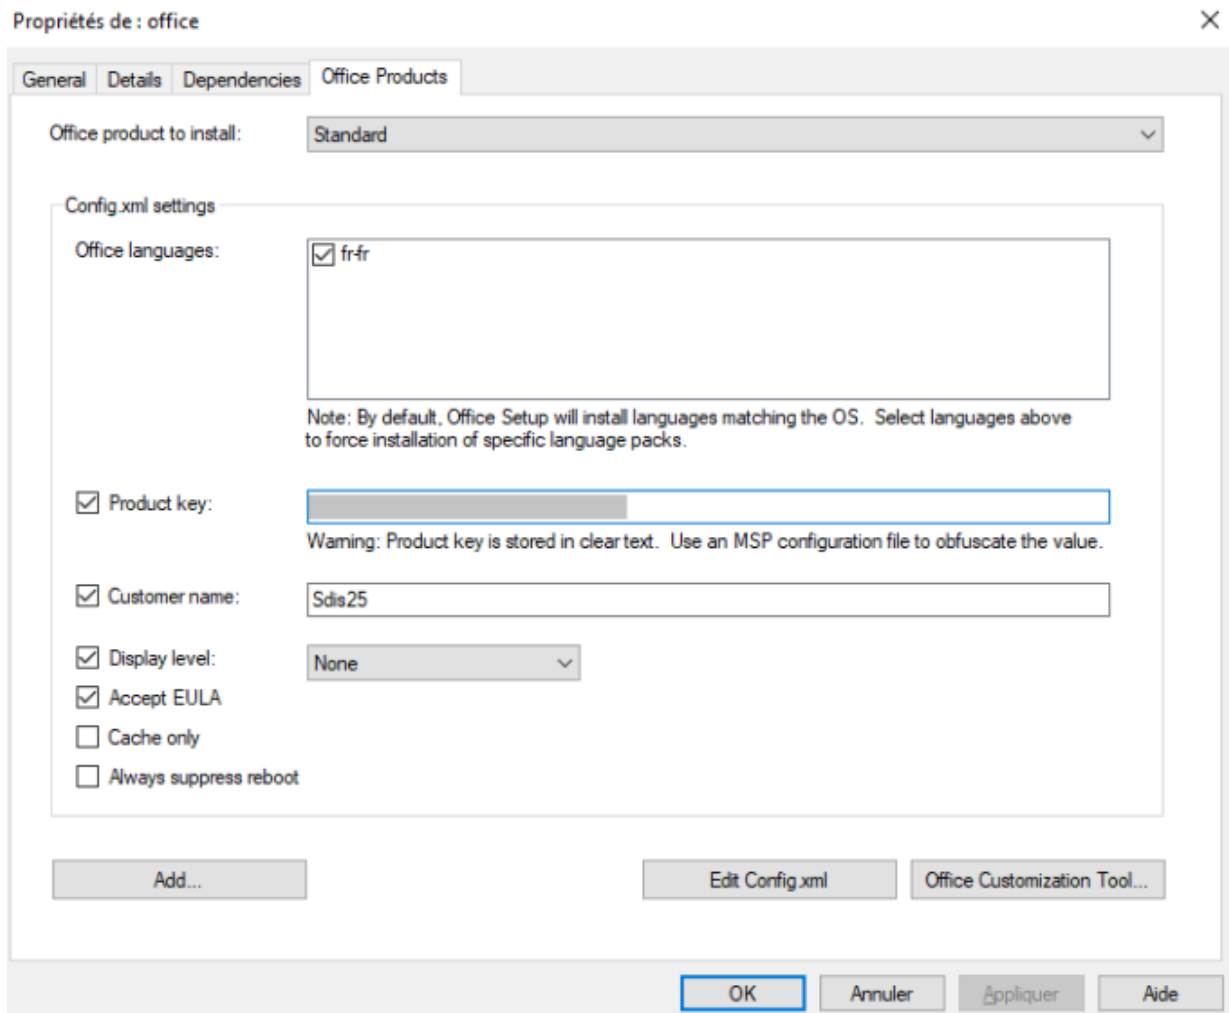 Propriétés de : office
General
Details
Dependencies
Office Products
Office product to install:
Standard
Config.xml settings
Office languages:
fr-fr
Note: By default, Office Setup will install languages matching the OS. Select languages above
to force installation of specific language packs.
Product key:
Warning: Product key is stored in clear text. Use an MSP configuration file to obfuscate the value.
Customer name:
Sdis25
Display level:
None
Accept EULA
Cache only
Always suppress reboot
Add...
Edit Config.xml
Office Customization Tool...
OK
Annuler
Appliquer
Aide